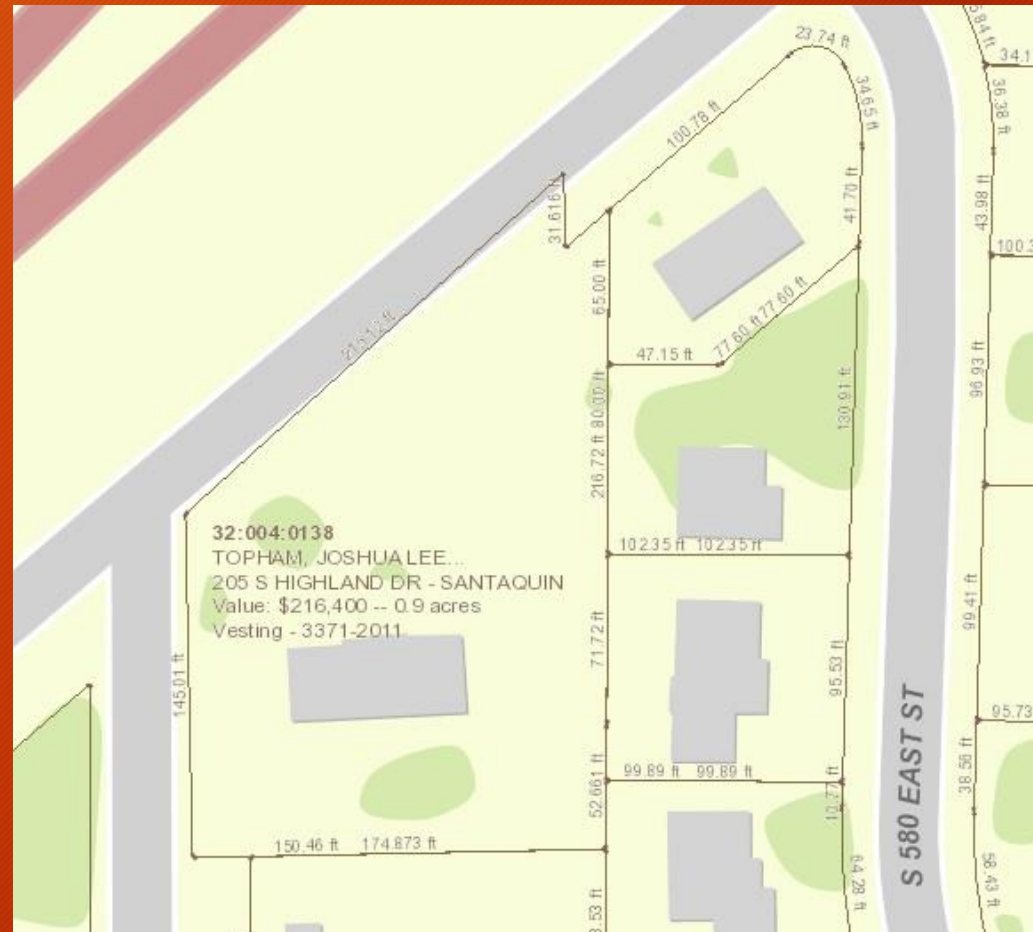 23.74 ft
34.65 ft
36.38 ft
100.78 ft
41.70 ft
43.98 ft
31.616 ft
65.00 ft
47.15 ft
77.60 ft 77.60 ft
130.91 ft
96.93 ft
216.72 ft 80.00 ft
32:004:0138
TOPHAM, JOSHUA LEE...
205 S HIGHLAND DR - SANTAQUIN
Value: $216,400 -- 0.9 acres
Vesting - 3371-2011
102.35 ft 102.35 ft
145.01 ft
71.72 ft
95.53 ft
99.41 ft
95.73
99.89 ft 99.89 ft
52.661 ft
10.77 ft
38.56 ft
S 580 EAST ST
150.46 ft 174.873 ft
64.28 ft
58.43 ft